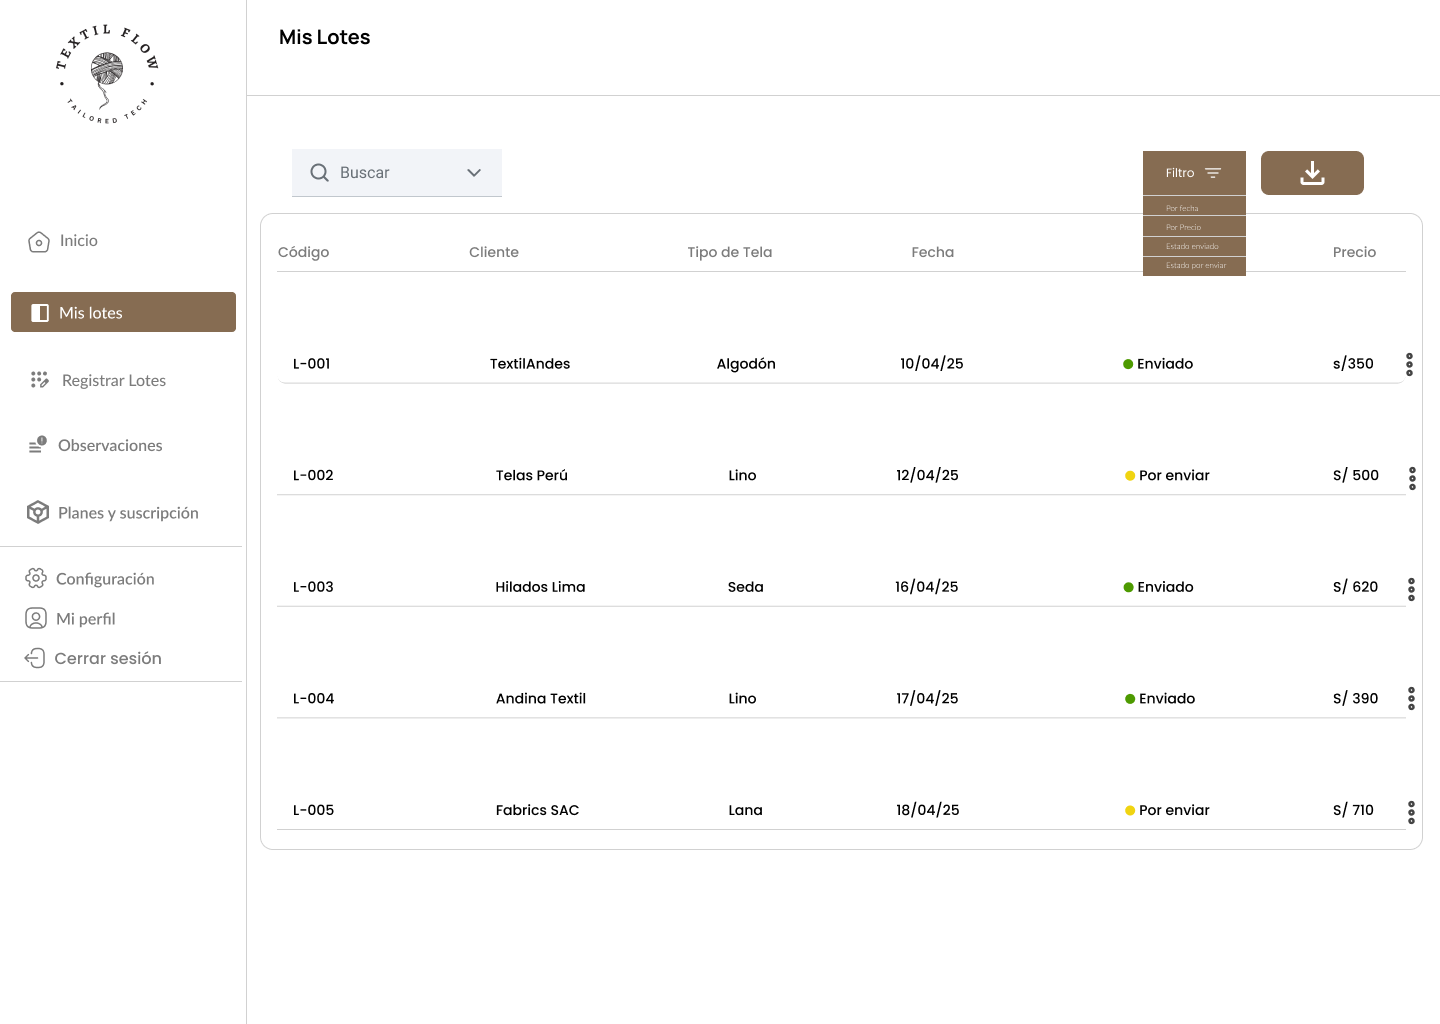 TEXTIL FLOW
TAILORED TECH
Inicio
Mis lotes
Registrar Lotes
Observaciones
Planes y suscripción
Configuración
Mi perfil
Cerrar sesión
Mis Lotes
Buscar
Filtro
Por fecha
Por Precio
Estado enviado
Estado por enviar
Código Cliente Tipo de Tela Fecha Precio
L-001 TextilAndes Algodón 10/04/25 Enviado s/350
L-002 Telas Perú Lino 12/04/25 Por enviar S/ 500
L-003 Hilados Lima Seda 16/04/25 Enviado S/ 620
L-004 Andina Textil Lino 17/04/25 Enviado S/ 390
L-005 Fabrics SAC Lana 18/04/25 Por enviar S/ 710